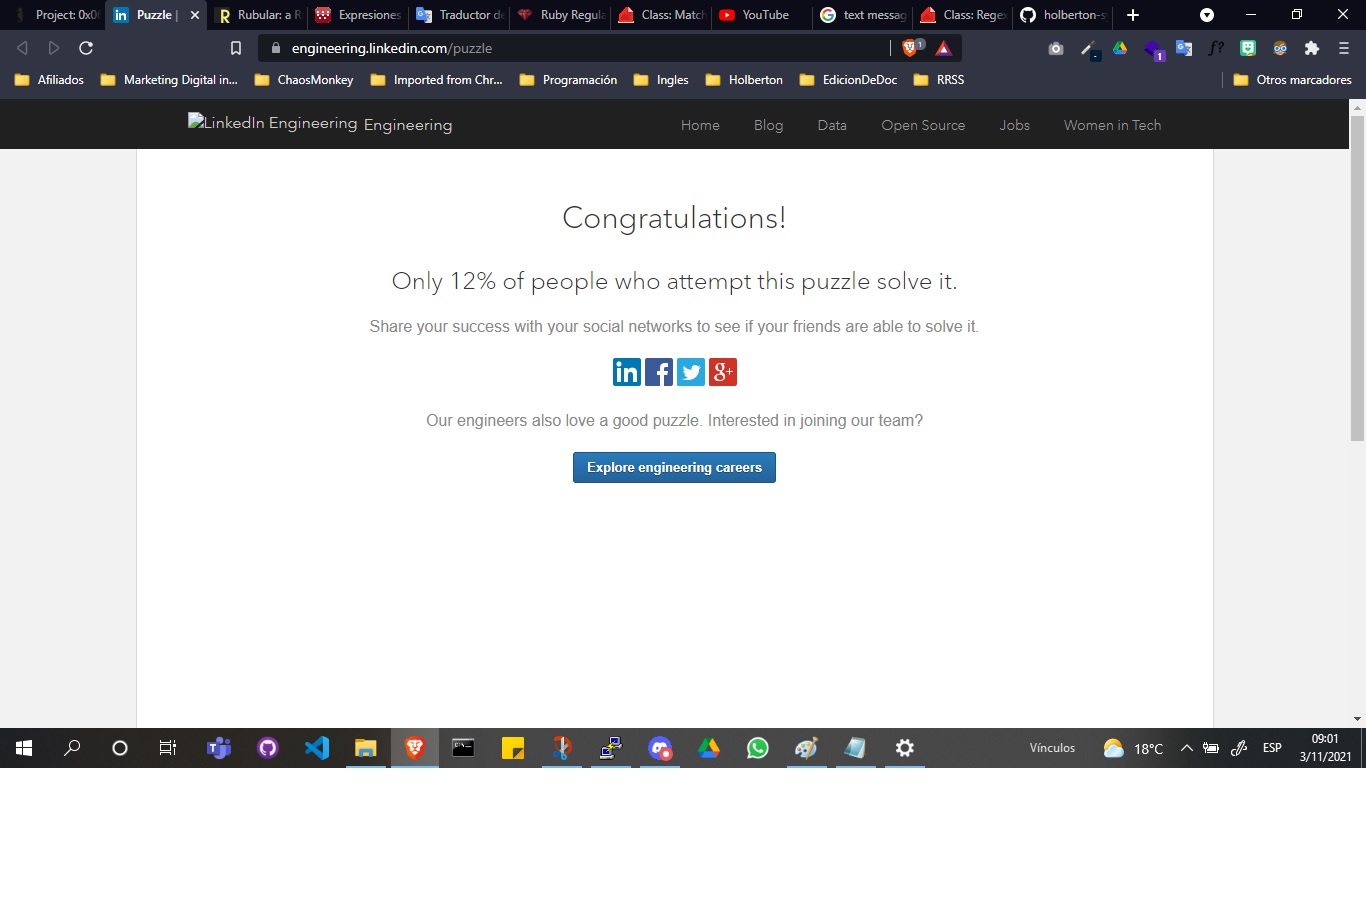 Project: 0x0
Puzzle |
Rubular: a R
Expresiones
Traductor de
Ruby Regula
Class: Match
YouTube
text messag
Class: Rege
holberton-s
engineering.linkedin.com/puzzle
1
f?
1
Afiliados
Marketing Digital in...
ChaosMonkey
Imported from Chr...
Programación
Ingles
Holberton
EdicionDeDoc
RRSS
Otros marcadores
LinkedIn Engineering Engineering
Home
Blog
Data
Open Source
Jobs
Women in Tech
Congratulations!
Only 12% of people who attempt this puzzle solve it.
Share your success with your social networks to see if your friends are able to solve it.
Our engineers also love a good puzzle. Interested in joining our team?
Explore engineering careers
Vínculos
18°C
ESP
09:01
3/11/2021